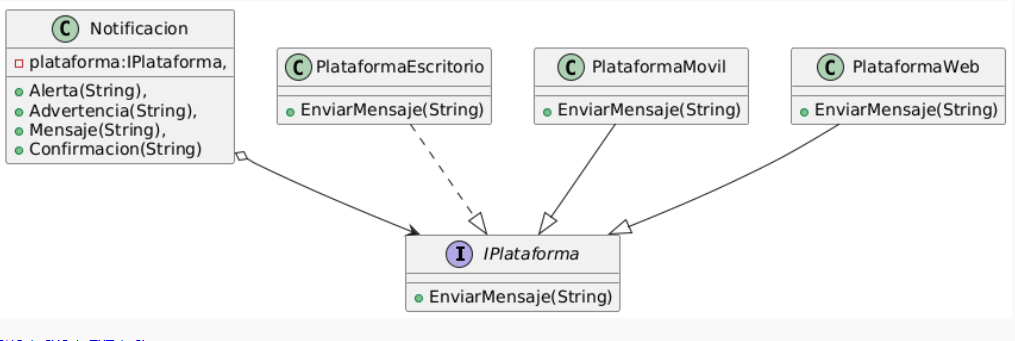 C Notificacion
plataforma:IPlataforma,
Alerta(String),
Advertencia(String),
Mensaje(String),
Confirmacion(String)
C PlataformaEscritorio
EnviarMensaje(String)
C PlataformaMovil
EnviarMensaje(String)
C PlataformaWeb
EnviarMensaje(String)
I IPlataforma
EnviarMensaje(String)